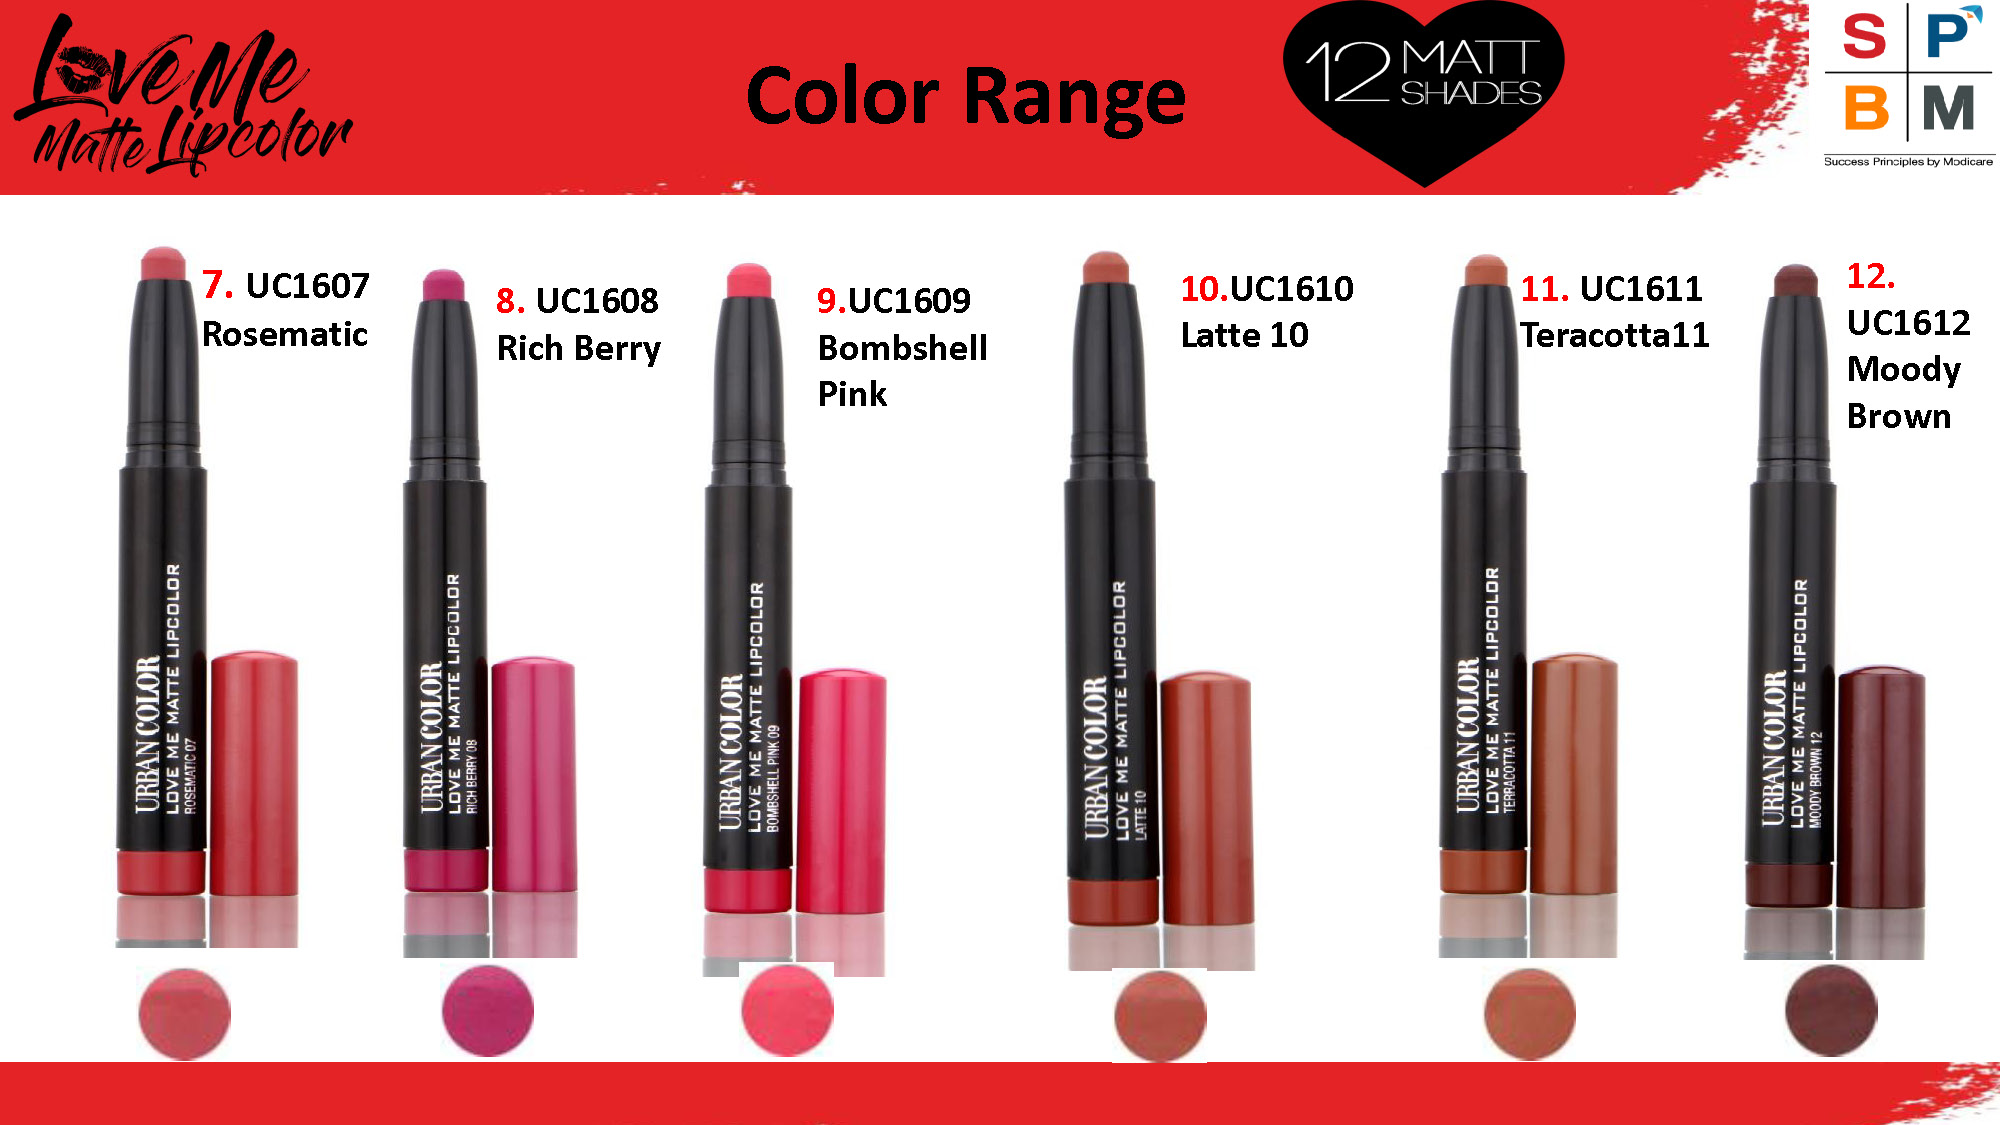 Love Me
Matte Lipcolor
Color Range
12 MATT
SHADES
S P
B M
Success Principles by Modicare
7. UC1607
Rosematic
8. UC1608
Rich Berry
9.UC1609
Bombshell
Pink
10.UC1610
Latte 10
11. UC1611
Teracotta11
12.
UC1612
Moody
Brown
URBAN COLOR
LOVE ME MATTE LIPCOLOR
ROSEMATIC 07
URBAN COLOR
LOVE ME MATTE LIPCOLOR
RICH BERRY 08
URBAN COLOR
LOVE ME MATTE LIPCOLOR
BOMBSHELL PINK 09
URBAN COLOR
LOVE ME MATTE LIPCOLOR
LATTE 10
URBAN COLOR
LOVE ME MATTE LIPCOLOR
TERRACOTTA 11
URBAN COLOR
LOVE ME MATTE LIPCOLOR
MOODY BROWN 12